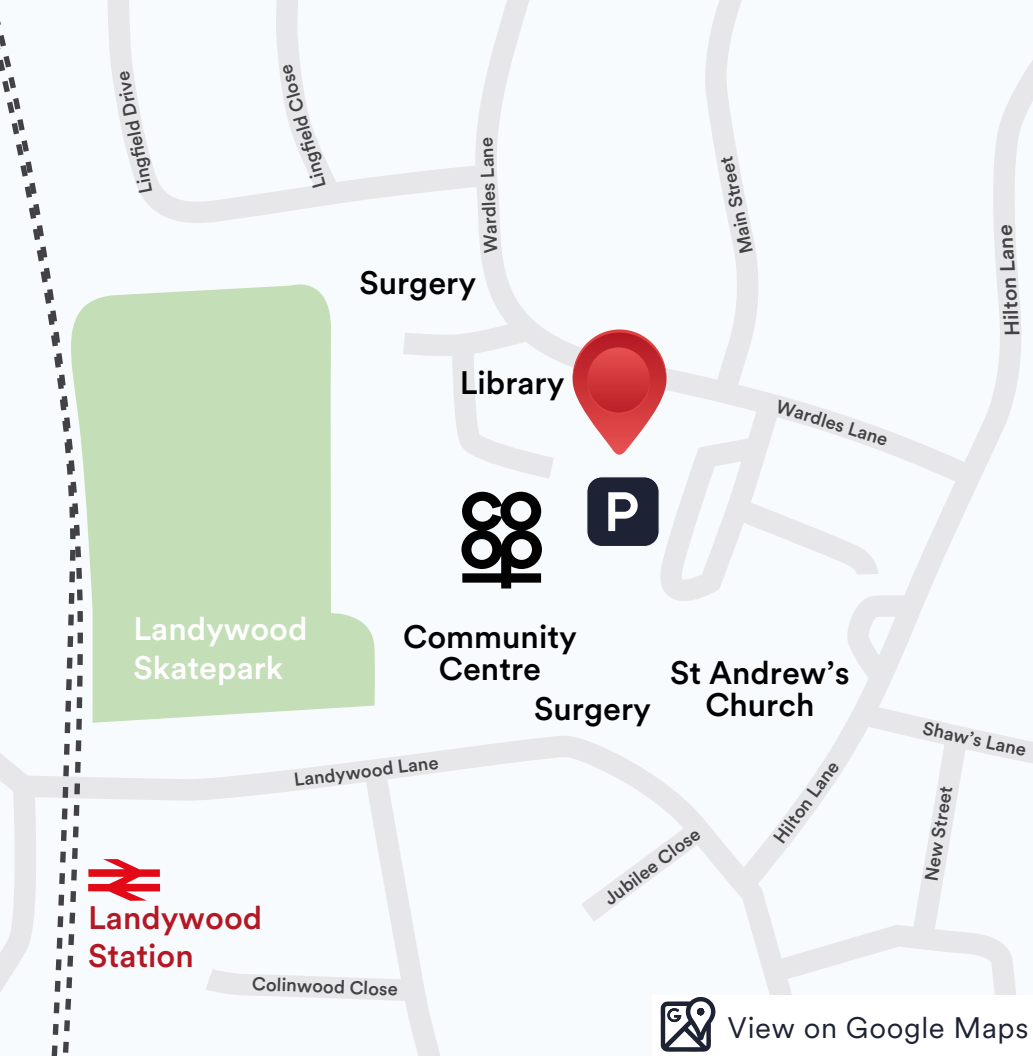 Lingfield Drive
Lingfield Close
Wardles Lane
Main Street
Hilton Lane
Surgery
Library
Wardles Lane
P
CO
OP
Landywood
Skatepark
Community
Centre
St Andrew's
Church
Surgery
Shaw's Lane
Landywood Lane
Hilton Lane
New Street
Jubilee Close
Landywood
Station
Colinwood Close
G
View on Google Maps